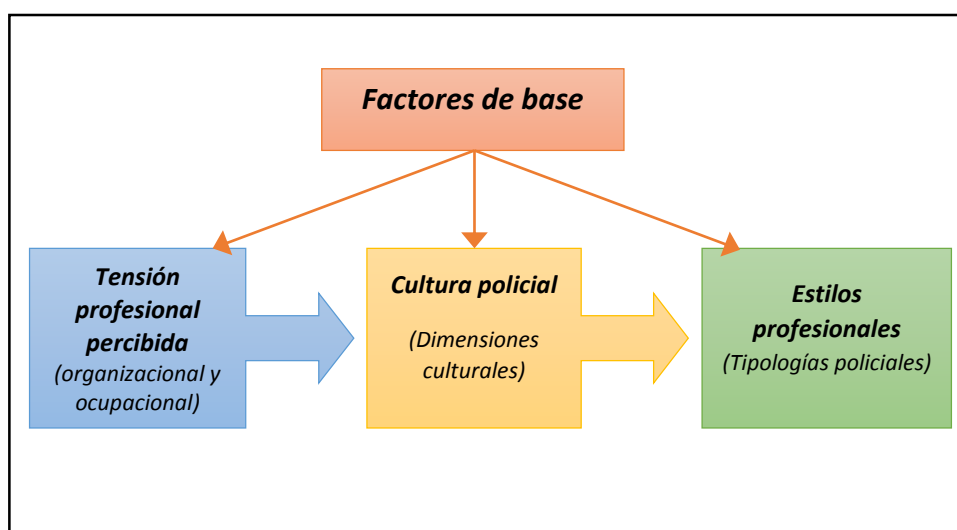 Factores de base
Tensión
profesional
percibida
(organizacional y
ocupacional)
Cultura policial
(Dimensiones
culturales)
Estilos
profesionales
(Tipologías policiales)